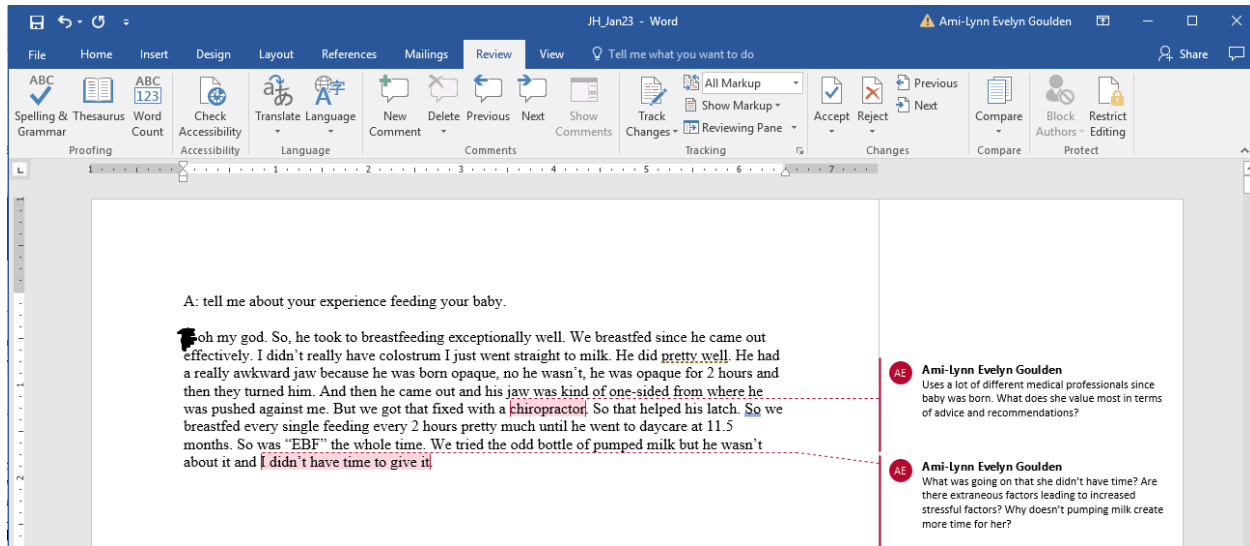 JH_Jan23 - Word
Ami-Lynn Evelyn Goulden
File Home Insert Design Layout References Mailings Review View Tell me what you want to do Share
ABC
ABC
123
Spelling & Grammar
Thesaurus
Word Count
Check Accessibility
Translate
Language
New Comment
Delete
Previous
Next
Show Comments
Track Changes
All Markup
Show Markup
Reviewing Pane
Accept
Reject
Previous
Next
Compare
Block Authors
Restrict Editing
Proofing Accessibility Language Comments Tracking Changes Compare Protect
1 1 2 3 4 5 6 7
A: tell me about your experience feeding your baby.
oh my god. So, he took to breastfeeding exceptionally well. We breastfed since he came out
effectively. I didn't really have colostrum I just went straight to milk. He did pretty well. He had
a really awkward jaw because he was born opaque, no he wasn't, he was opaque for 2 hours and
then they turned him. And then he came out and his jaw was kind of one-sided from where he
was pushed against me. But we got that fixed with a chiropractor. So that helped his latch. So we
breastfed every single feeding every 2 hours pretty much until he went to daycare at 11.5
months. So was “EBF” the whole time. We tried the odd bottle of pumped milk but he wasn't
about it and I didn't have time to give it.
AE
Ami-Lynn Evelyn Goulden
Uses a lot of different medical professionals since
baby was born. What does she value most in terms
of advice and recommendations?
AE
Ami-Lynn Evelyn Goulden
What was going on that she didn't have time? Are
there extraneous factors leading to increased
stressful factors? Why doesn't pumping milk create
more time for her?